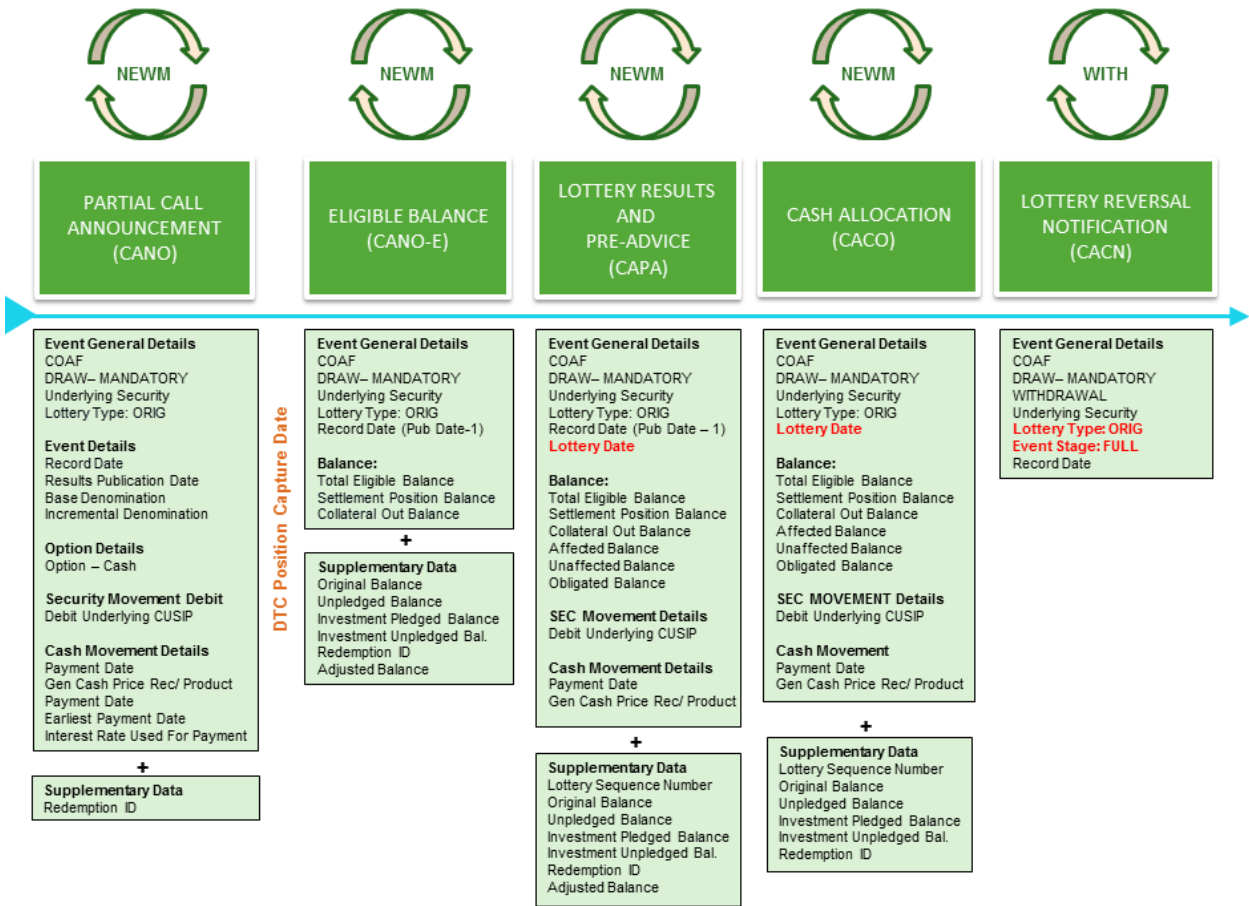 NEWM
NEWM
NEWM
NEWM
WITH
PARTIAL CALL
ANNOUNCEMENT
(CANO)
ELIGIBLE BALANCE
(CANO-E)
LOTTERY RESULTS
AND
PRE-ADVICE
(CAPA)
CASH ALLOCATION
(CACO)
LOTTERY REVERSAL
NOTIFICATION
(CACN)
Event General Details
COAF
DRAW– MANDATORY
Underlying Security
Lottery Type: ORIG
Event Details
Record Date
Results Publication Date
Base Denomination
Incremental Denomination
Option Details
Option – Cash
Security Movement Debit
Debit Underlying CUSIP
Cash Movement Details
Payment Date
Gen Cash Price Rec/ Product
Payment Date
Earliest Payment Date
Interest Rate Used For Payment
+
Supplementary Data
Redemption ID
DTC Position Capture Date
Event General Details
COAF
DRAW– MANDATORY
Underlying Security
Lottery Type: ORIG
Record Date (Pub Date-1)
Balance:
Total Eligible Balance
Settlement Position Balance
Collateral Out Balance
+
Supplementary Data
Original Balance
Unpledged Balance
Investment Pledged Balance
Investment Unpledged Bal.
Redemption ID
Adjusted Balance
Event General Details
COAF
DRAW– MANDATORY
Underlying Security
Lottery Type: ORIG
Record Date (Pub Date – 1)
Lottery Date
Balance:
Total Eligible Balance
Settlement Position Balance
Collateral Out Balance
Affected Balance
Unaffected Balance
Obligated Balance
SEC Movement Details
Debit Underlying CUSIP
Cash Movement Details
Payment Date
Gen Cash Price Rec/ Product
+
Supplementary Data
Lottery Sequence Number
Original Balance
Unpledged Balance
Investment Pledged Balance
Investment Unpledged Bal.
Redemption ID
Adjusted Balance
Event General Details
COAF
DRAW– MANDATORY
Underlying Security
Lottery Type: ORIG
Lottery Date
Balance:
Total Eligible Balance
Settlement Position Balance
Collateral Out Balance
Affected Balance
Unaffected Balance
Obligated Balance
SEC MOVEMENT Details
Debit Underlying CUSIP
Cash Movement
Payment Date
Gen Cash Price Rec/ Product
+
Supplementary Data
Lottery Sequence Number
Original Balance
Unpledged Balance
Investment Pledged Balance
Investment Unpledged Bal.
Redemption ID
Event General Details
COAF
DRAW– MANDATORY
WITHDRAWAL
Underlying Security
Lottery Type: ORIG
Event Stage: FULL
Record Date